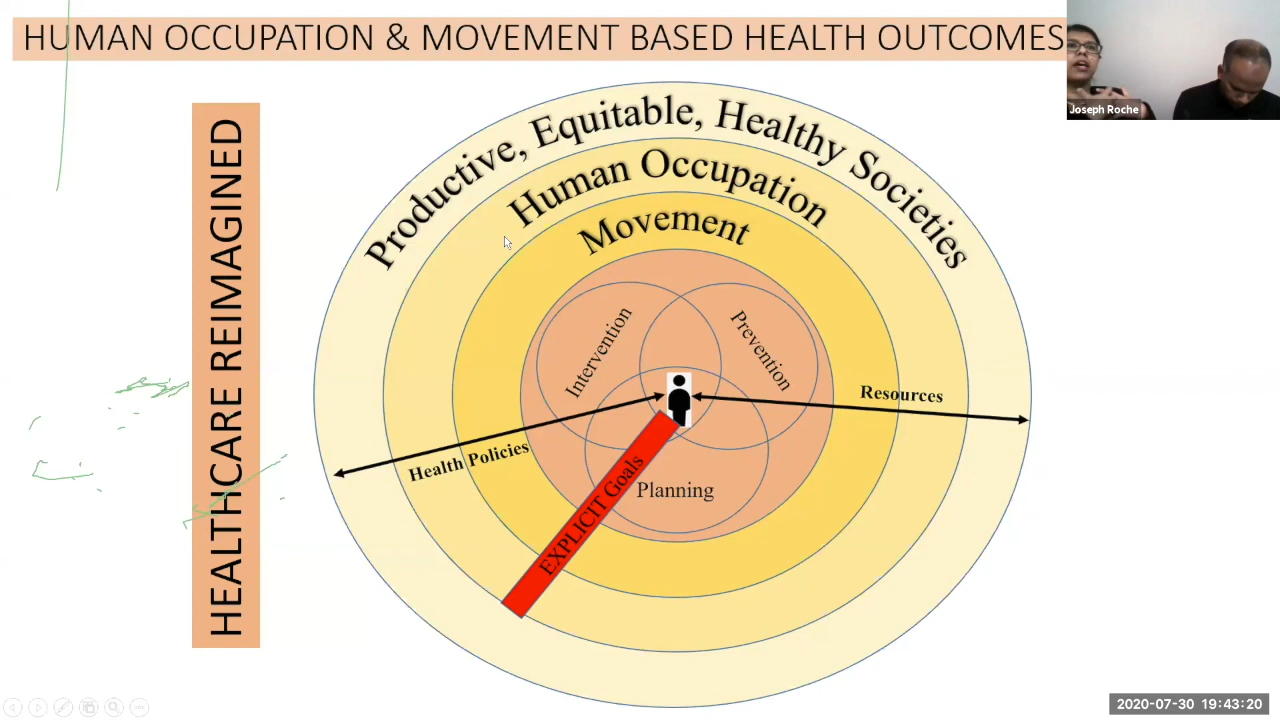 HUMAN OCCUPATION & MOVEMENT BASED HEALTH OUTCOMES
Joseph Roche
HEALTHCARE REIMAGINED
Productive, Equitable, Healthy Societies
Human Occupation
Movement
Intervention
Prevention
Resources
Health Policies
EXPLICIT Goals
Planning
2020-07-30 19:43:20